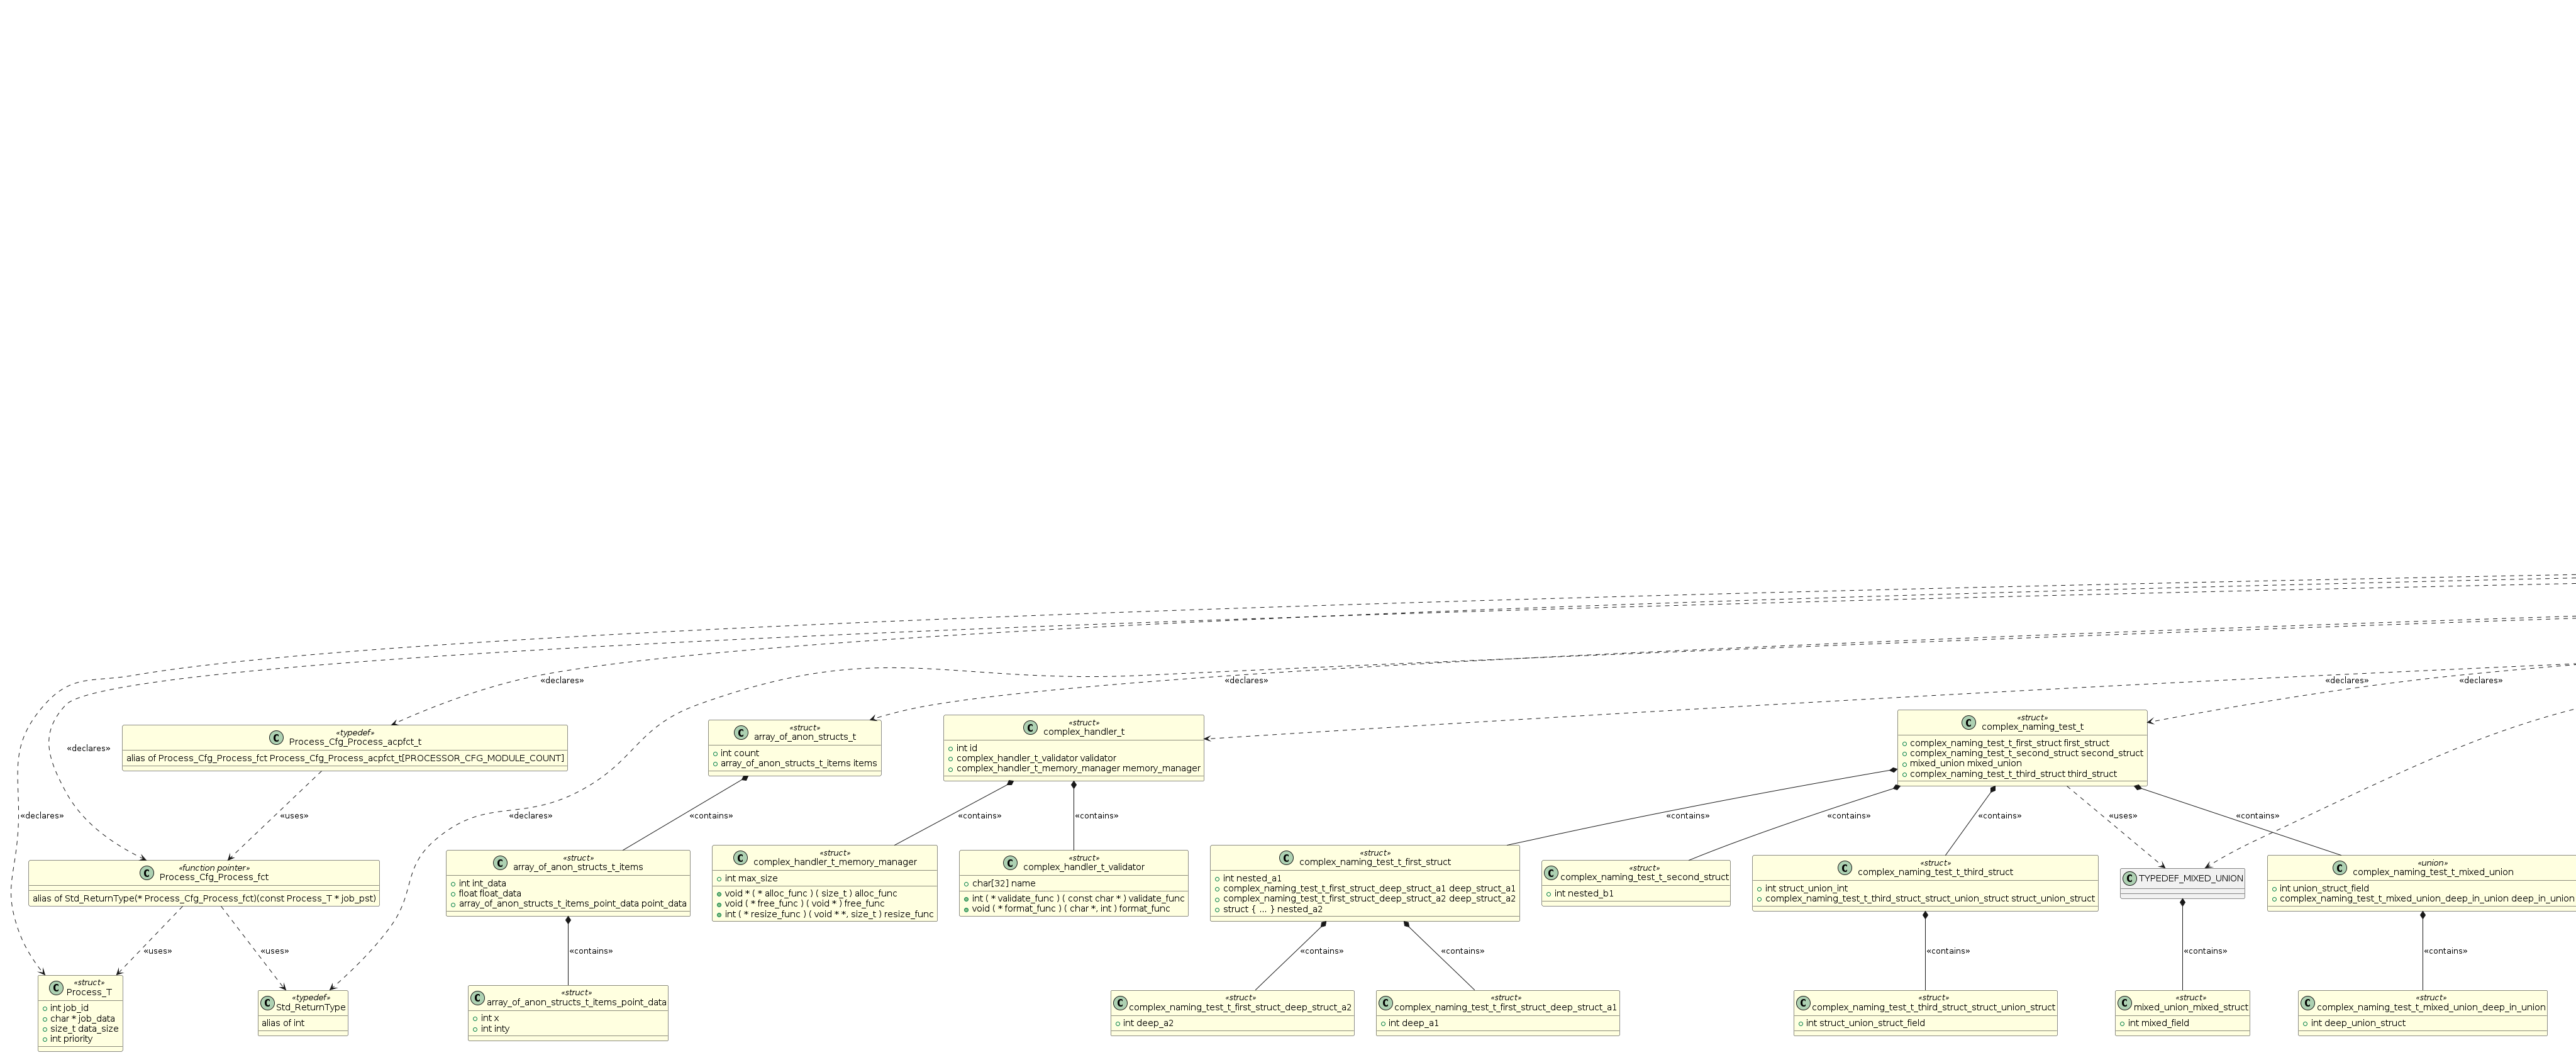 «declares»
«declares»
«declares»
«declares»
«declares»
C
«typedef»
Process_Cfg_Process_acpfct_t
alias of Process_Cfg_Process_fct Process_Cfg_Process_acpfct_t[PROCESSOR_CFG_MODULE_COUNT]
C
«struct»
array_of_anon_structs_t
int count
array_of_anon_structs_t_items items
C
«struct»
complex_handler_t
int id
complex_handler_t_validator validator
complex_handler_t_memory_manager memory_manager
C
«struct»
complex_naming_test_t
complex_naming_test_t_first_struct first_struct
complex_naming_test_t_second_struct second_struct
mixed_union mixed_union
complex_naming_test_t_third_struct third_struct
«declares»
«uses»
«declares»
«contains»
«contains»
«contains»
«contains»
«contains»
«contains»
«uses»
«contains»
C
«function pointer»
Process_Cfg_Process_fct
alias of Std_ReturnType(* Process_Cfg_Process_fct)(const Process_T * job_pst)
C
«struct»
array_of_anon_structs_t_items
int int_data
float float_data
array_of_anon_structs_t_items_point_data point_data
C
«struct»
complex_handler_t_memory_manager
int max_size
void * ( * alloc_func ) ( size_t ) alloc_func
void ( * free_func ) ( void * ) free_func
int ( * resize_func ) ( void * *, size_t ) resize_func
C
«struct»
complex_handler_t_validator
char[32] name
int ( * validate_func ) ( const char * ) validate_func
void ( * format_func ) ( char *, int ) format_func
C
«struct»
complex_naming_test_t_first_struct
int nested_a1
complex_naming_test_t_first_struct_deep_struct_a1 deep_struct_a1
complex_naming_test_t_first_struct_deep_struct_a2 deep_struct_a2
struct { ... } nested_a2
C
«struct»
complex_naming_test_t_second_struct
int nested_b1
C
«struct»
complex_naming_test_t_third_struct
int struct_union_int
complex_naming_test_t_third_struct_struct_union_struct struct_union_struct
C
TYPEDEF_MIXED_UNION
C
«union»
complex_naming_test_t_mixed_union
int union_struct_field
complex_naming_test_t_mixed_union_deep_in_union deep_in_union
«uses»
«uses»
«contains»
«contains»
«contains»
«contains»
«contains»
«contains»
C
«struct»
Process_T
int job_id
char * job_data
size_t data_size
int priority
C
«typedef»
Std_ReturnType
alias of int
C
«struct»
array_of_anon_structs_t_items_point_data
int x
int inty
C
«struct»
complex_naming_test_t_first_struct_deep_struct_a2
int deep_a2
C
«struct»
complex_naming_test_t_first_struct_deep_struct_a1
int deep_a1
C
«struct»
complex_naming_test_t_third_struct_struct_union_struct
int struct_union_struct_field
C
«struct»
mixed_union_mixed_struct
int mixed_field
C
«struct»
complex_naming_test_t_mixed_union_deep_in_union
int deep_union_struct